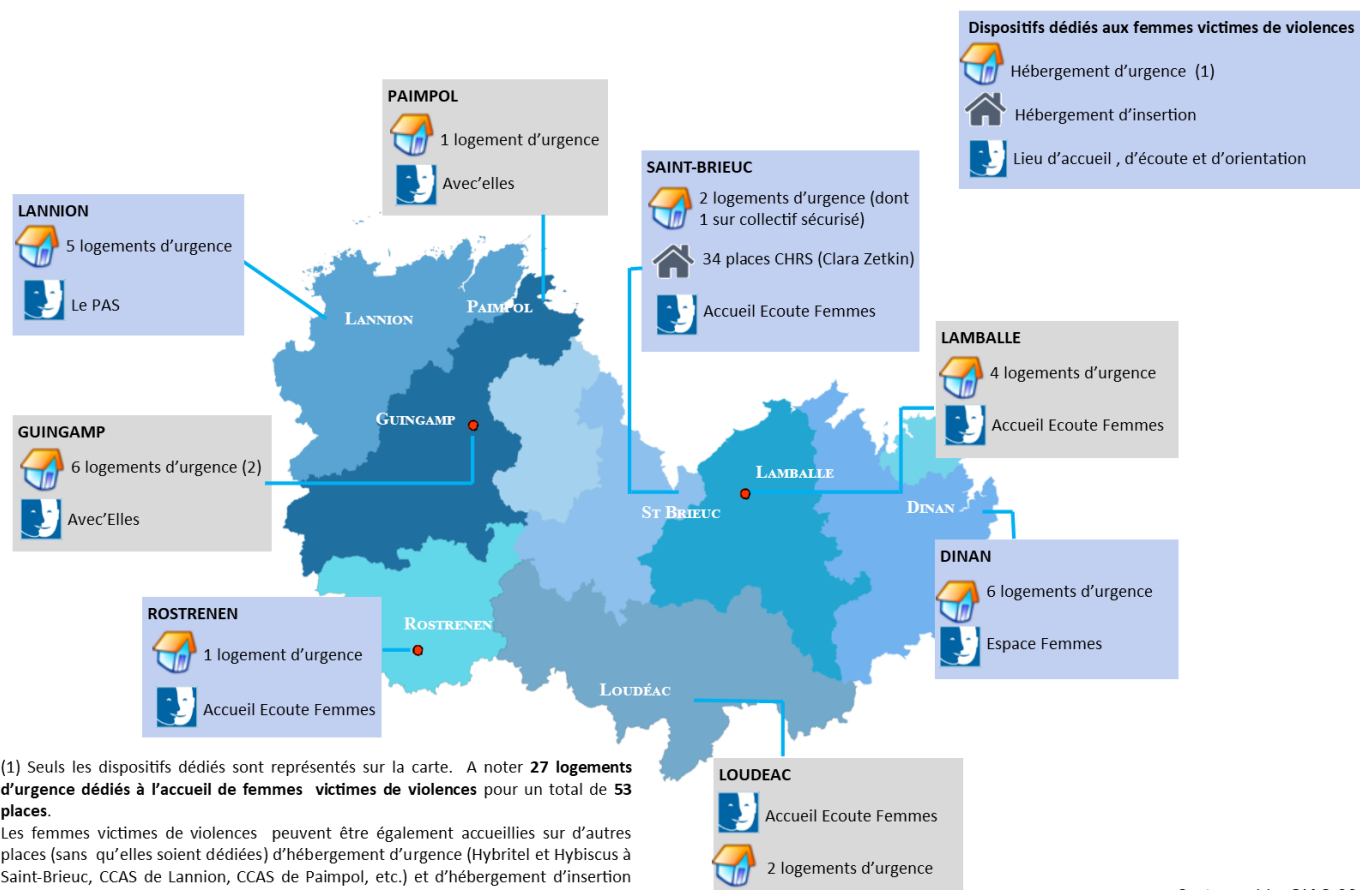 Dispositifs dédiés aux femmes victimes de violences
Hébergement d'urgence (1)
Hébergement d'insertion
Lieu d'accueil , d'écoute et d'orientation
PAIMPOL
1 logement d'urgence
Avec'elles
SAINT-BRIEUC
2 logements d'urgence (dont
1 sur collectif sécurisé)
34 places CHRS (Clara Zetkin)
Accueil Ecoute Femmes
LANNION
5 logements d'urgence
Le PAS
LAMBALLE
4 logements d'urgence
Accueil Ecoute Femmes
GUINGAMP
6 logements d'urgence (2)
Avec'Elles
LANNION
PAIMPOL
GUINGAMP
LAMBALLE
ST BRIEUC
DINAN
ROSTRENEN
LOUDÉAC
DINAN
6 logements d'urgence
Espace Femmes
ROSTRENEN
1 logement d'urgence
Accueil Ecoute Femmes
LOUDEAC
Accueil Ecoute Femmes
2 logements d'urgence
(1) Seuls les dispositifs dédiés sont représentés sur la carte. A noter 27 logements
d'urgence dédiés à l'accueil de femmes victimes de violences pour un total de 53
places.
Les femmes victimes de violences peuvent être également accueillies sur d'autres
places (sans qu'elles soient dédiées) d'hébergement d'urgence (Hybritel et Hybiscus à
Saint-Brieuc, CCAS de Lannion, CCAS de Paimpol, etc.) et d'hébergement d'insertion